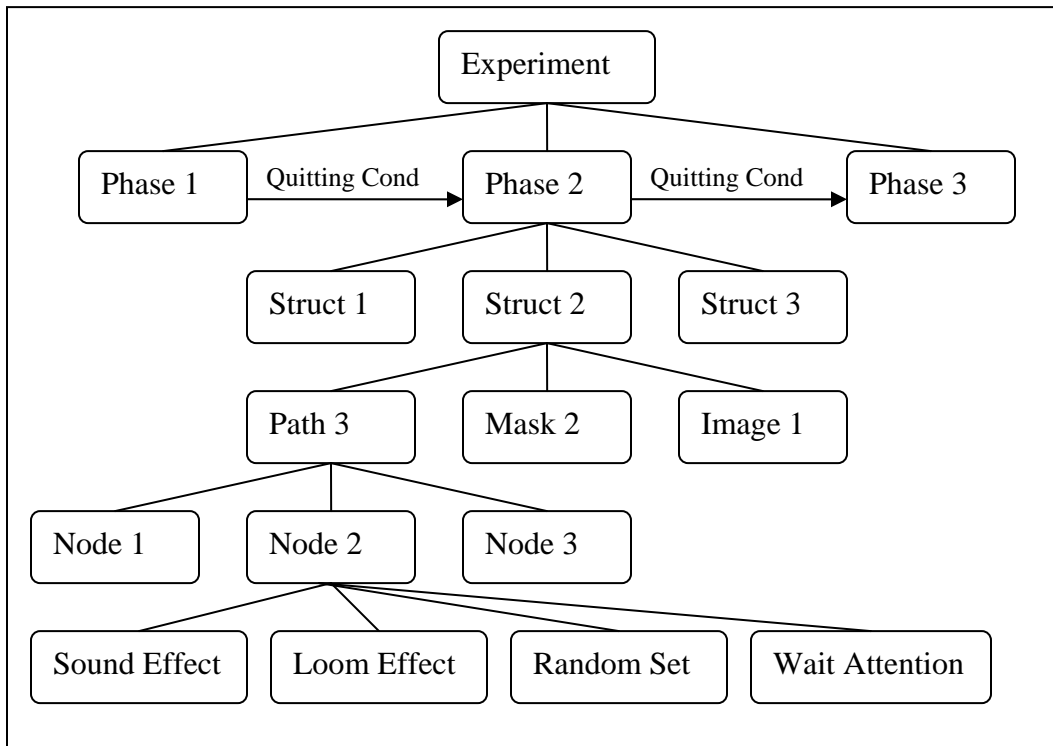 Experiment
Phase 1
Quitting Cond
Phase 2
Quitting Cond
Phase 3
Struct 1
Struct 2
Struct 3
Path 3
Mask 2
Image 1
Node 1
Node 2
Node 3
Sound Effect
Loom Effect
Random Set
Wait Attention